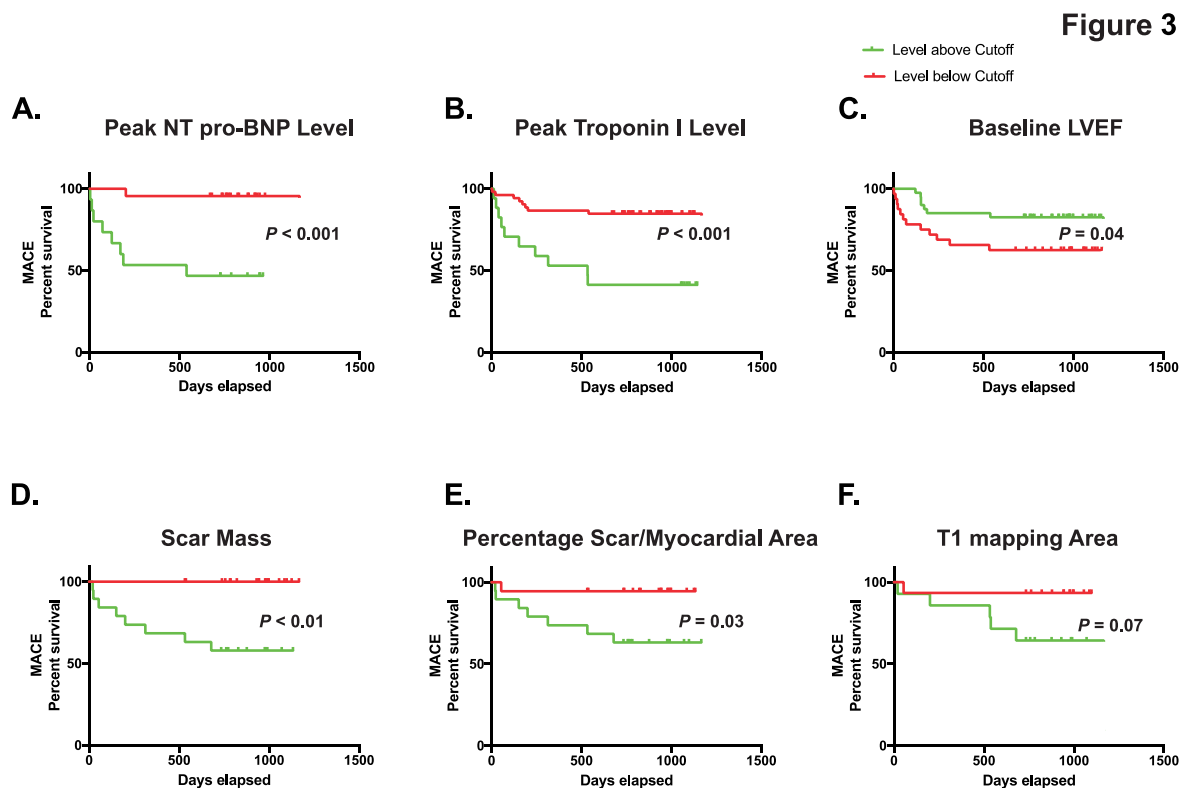 Figure 3
Level above Cutoff
Level below Cutoff
A.
Peak NT pro-BNP Level
MACE
Percent survival
100
50
0
P < 0.001
0 500 1000 1500
Days elapsed
B.
Peak Troponin I Level
MACE
Percent survival
100
50
0
P < 0.001
0 500 1000 1500
Days elapsed
C.
Baseline LVEF
MACE
Percent survival
100
50
0
P = 0.04
0 500 1000 1500
Days elapsed
D.
Scar Mass
MACE
Percent survival
100
50
0
P < 0.01
0 500 1000 1500
Days elapsed
E.
Percentage Scar/Myocardial Area
MACE
Percent survival
100
50
0
P = 0.03
0 500 1000 1500
Days elapsed
F.
T1 mapping Area
MACE
Percent survival
100
50
0
P = 0.07
0 500 1000 1500
Days elapsed